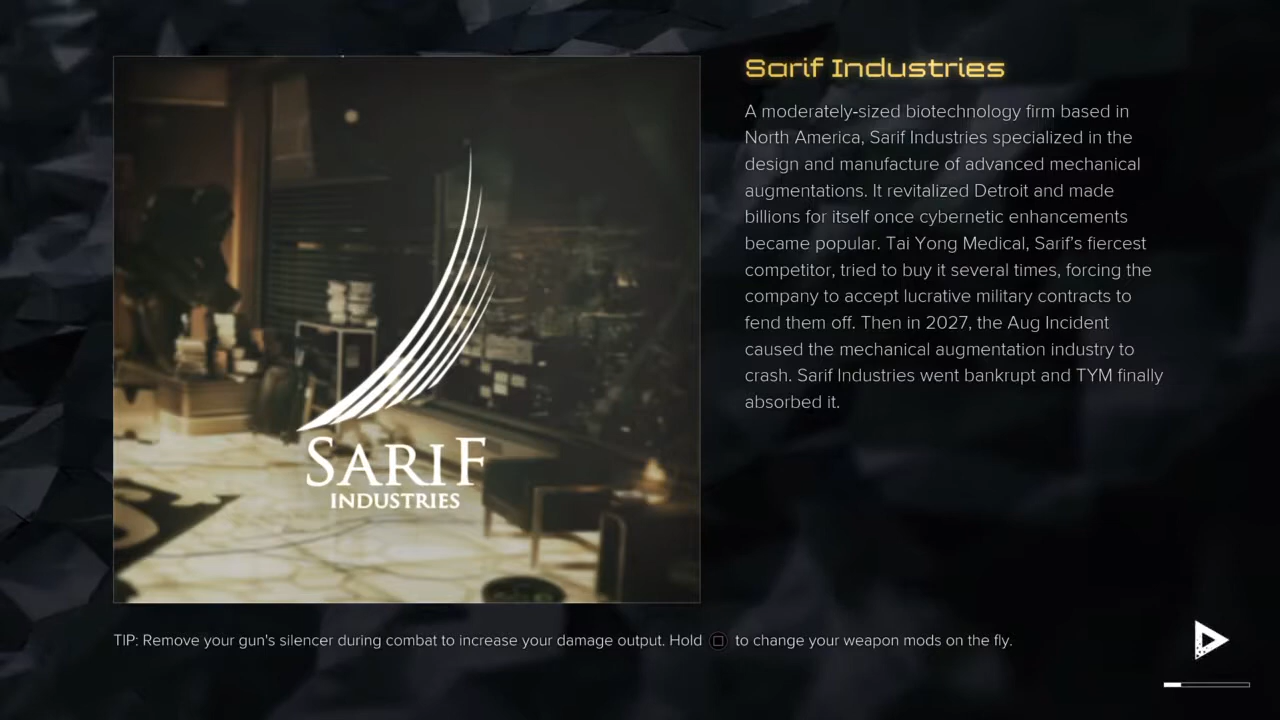 Sarif Industries
A moderately-sized biotechnology firm based in
North America, Sarif Industries specialized in the
design and manufacture of advanced mechanical
augmentations. It revitalized Detroit and made
billions for itself once cybernetic enhancements
became popular. Tai Yong Medical, Sarif's fiercest
competitor, tried to buy it several times, forcing the
company to accept lucrative military contracts to
fend them off. Then in 2027, the Aug Incident
caused the mechanical augmentation industry to
crash. Sarif Industries went bankrupt and TYM finally
absorbed it.
SARIF
INDUSTRIES
TIP: Remove your gun's silencer during combat to increase your damage output. Hold to change your weapon mods on the fly.